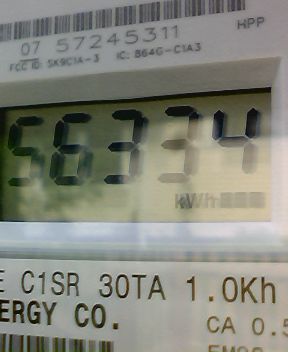 HPP
07 57245311
FCC ID: SK9C1A-3 IC: 864G-C1A3
56334
kWh
E C1SR 30TA 1.0Kh
ERGY CO.
CA 0.5